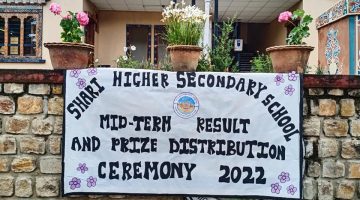 SHARI HIGHER SECONDARY SCHOOL
MID-TERM RESULT
AND PRIZE DISTRIBUTION
CEREMONY 2022